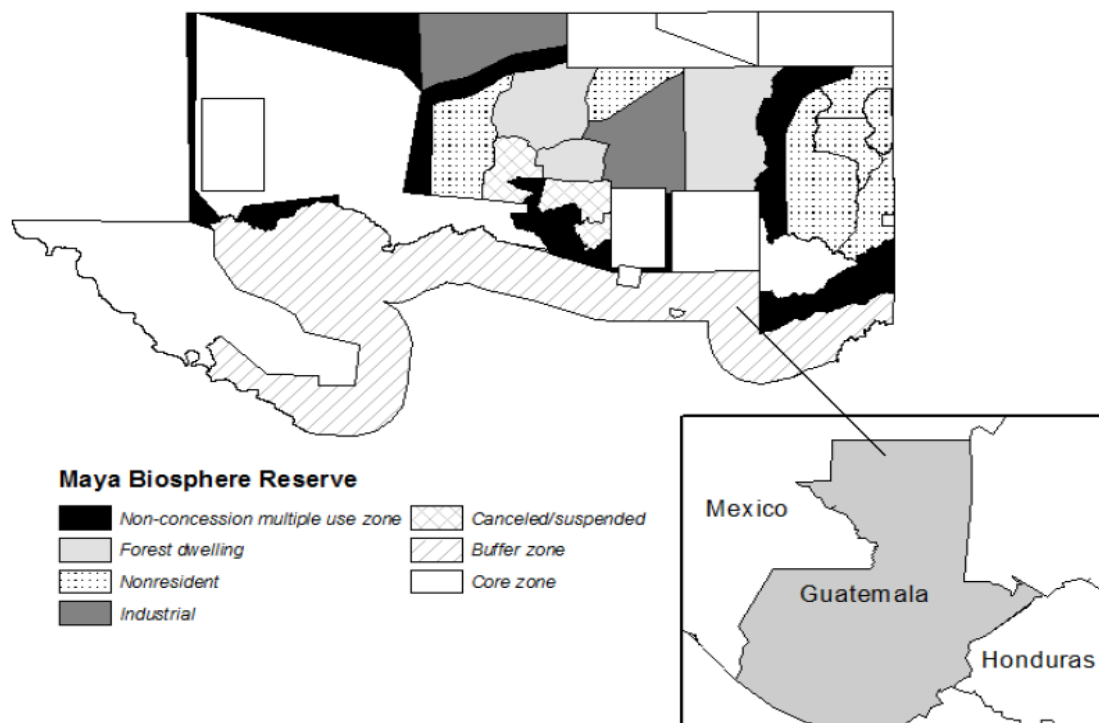 Maya Biosphere Reserve
Non-concession multiple use zone
Forest dwelling
Nonresident
Industrial
Canceled/suspended
Buffer zone
Core zone
Mexico
Guatemala
Honduras